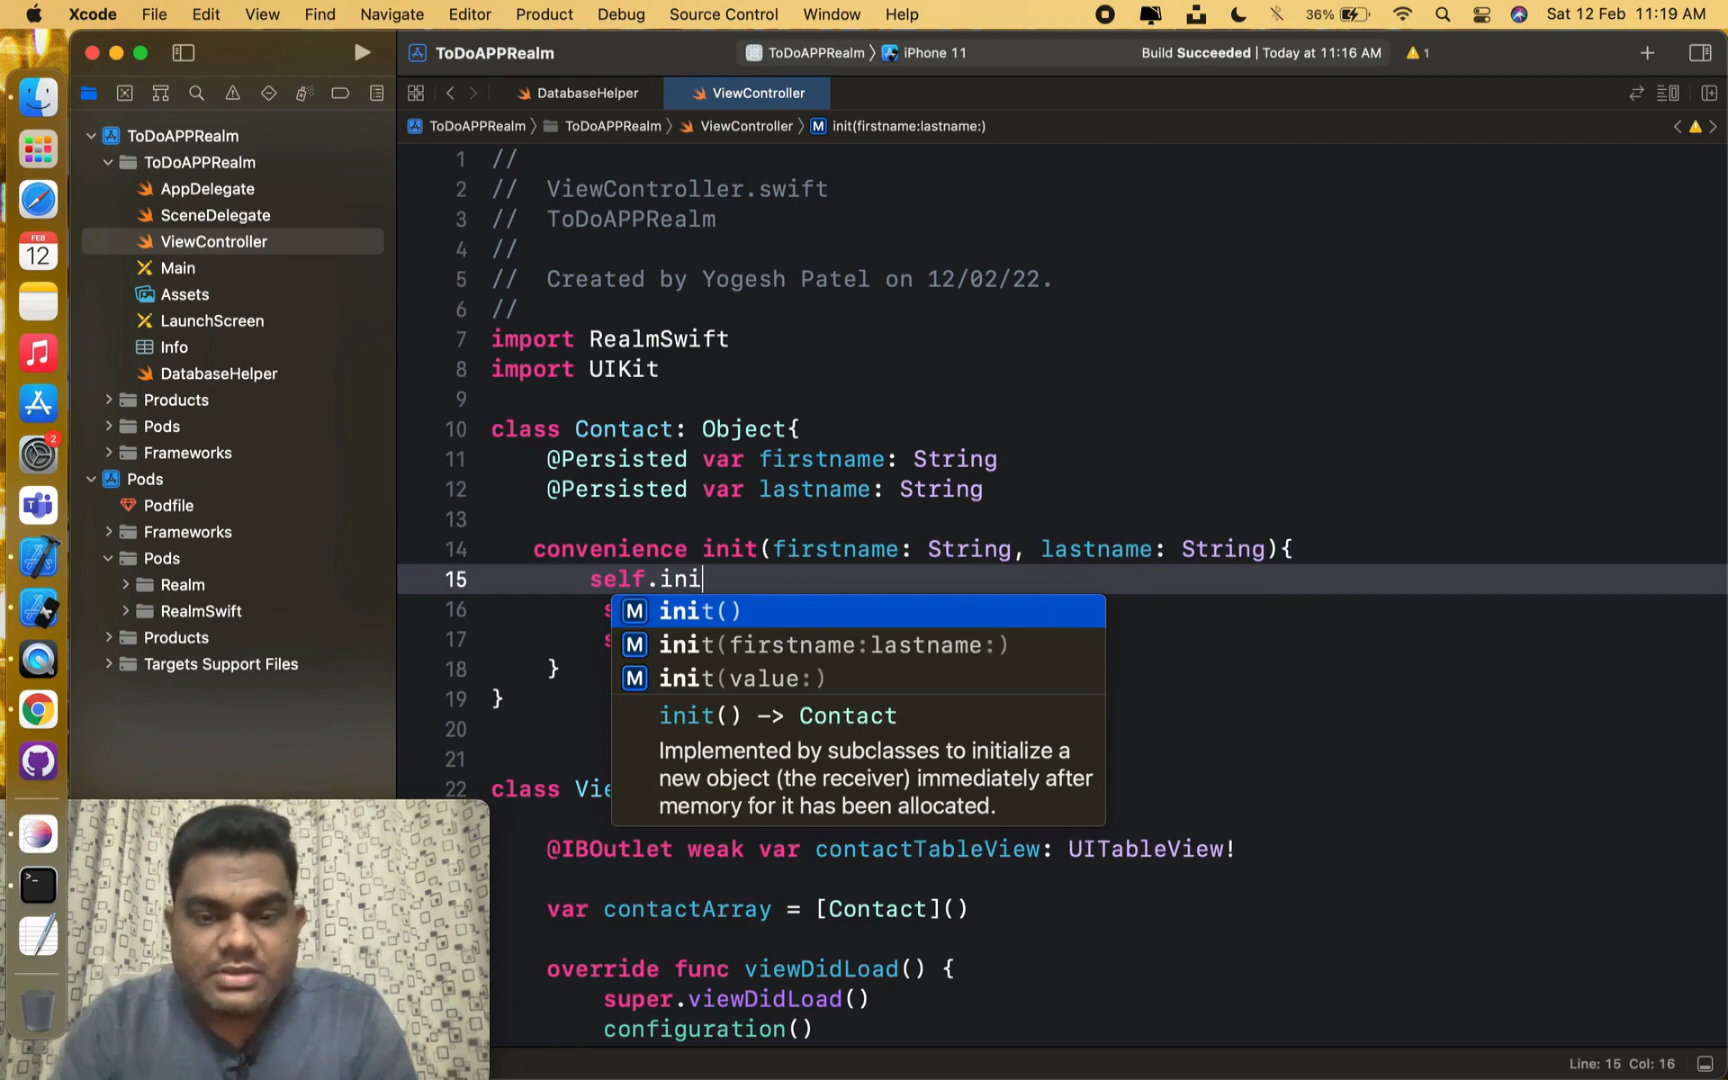 Xcode File Edit View Find Navigate Editor Product Debug Source Control Window Help 36% Sat 12 Feb 11:19 AM
ToDoAPPRealm ToDoAPPRealm 〉 iPhone 11 Build Succeeded | Today at 11:16 AM 1
DatabaseHelper ViewController
ToDoAPPRealm 〉 ToDoAPPRealm 〉 ViewController 〉 M init(firstname:lastname:)
FEB
12
2
ToDoAPPRealm
ToDoAPPRealm
AppDelegate
SceneDelegate
ViewController
Main
Assets
LaunchScreen
Info
DatabaseHelper
Products
Pods
Frameworks
Pods
Podfile
Frameworks
Pods
Realm
RealmSwift
Products
Targets Support Files
1 //
2 // ViewController.swift
3 // ToDoAPPRealm
4 //
5 // Created by Yogesh Patel on 12/02/22.
6 //
7 import RealmSwift
8 import UIKit
9
10 class Contact: Object{
11 @Persisted var firstname: String
12 @Persisted var lastname: String
13
14 convenience init(firstname: String, lastname: String){
15 self.ini
16
17
18 }
19 }
20
21
22 class Vi
M init()
M init(firstname:lastname:)
M init(value:)
init() -> Contact
Implemented by subclasses to initialize a
new object (the receiver) immediately after
memory for it has been allocated.
@IBOutlet weak var contactTableView: UITableView!
var contactArray = [Contact]()
override func viewDidLoad() {
super.viewDidLoad()
configuration()
Line: 15 Col: 16